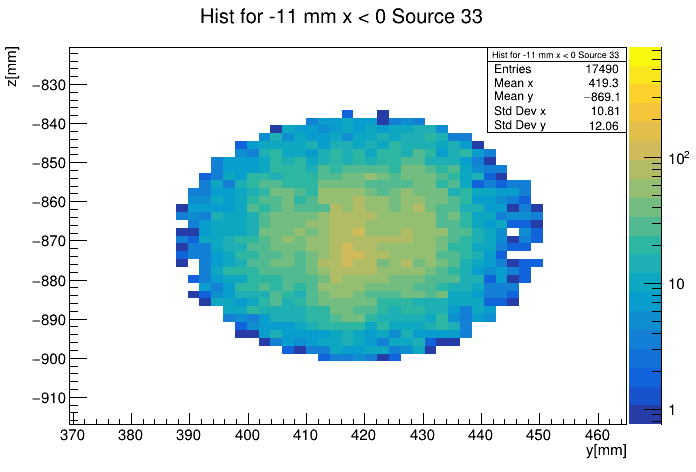 Hist for -11 mm x < 0 Source 33
z[mm]
Hist for -11 mm x < 0 Source 33
Entries 17490
Mean x 419.3
Mean y −869.1
Std Dev x 10.81
Std Dev y 12.06
−830
−840
−850
−860
−870
−880
−890
−900
−910
10²
10
1
370 380 390 400 410 420 430 440 450 460
y[mm]